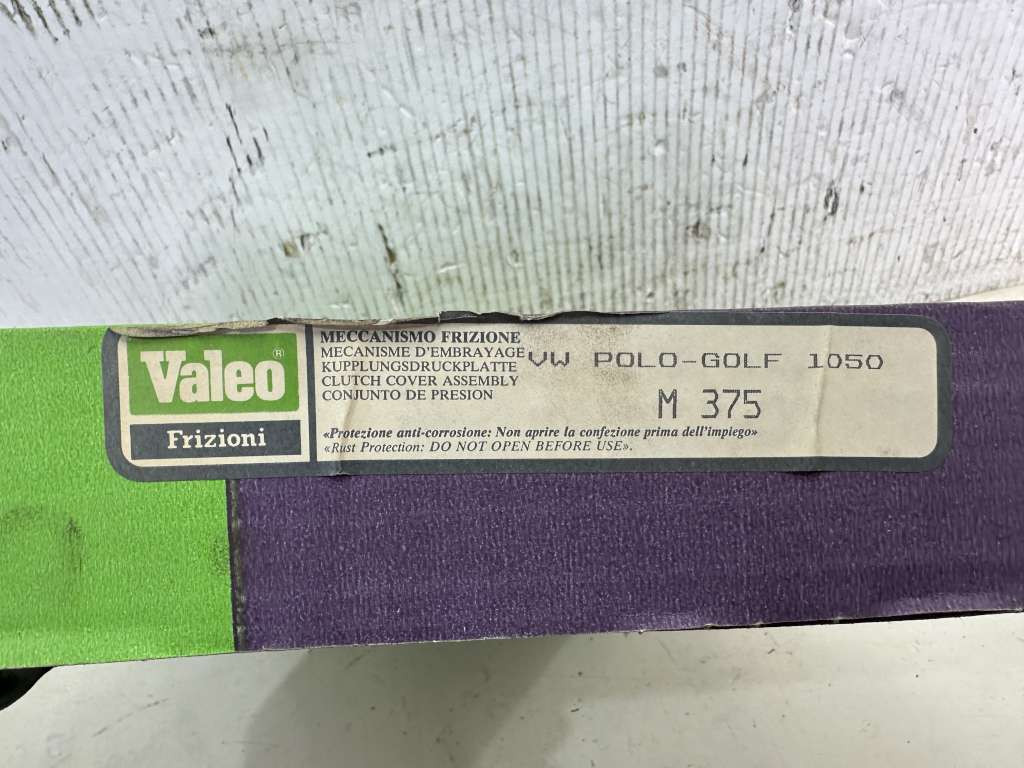 Valeo®
Frizioni
MECCANISMO FRIZIONE
MECANISME D'EMBRAYAGE
KUPPLUNGSDRUCKPLATTE
CLUTCH COVER ASSEMBLY
CONJUNTO DE PRESION
VW POLO-GOLF 1050
M 375
«Protezione anti-corrosione: Non aprire la confezione prima dell'impiego»
«Rust Protection: DO NOT OPEN BEFORE USE».